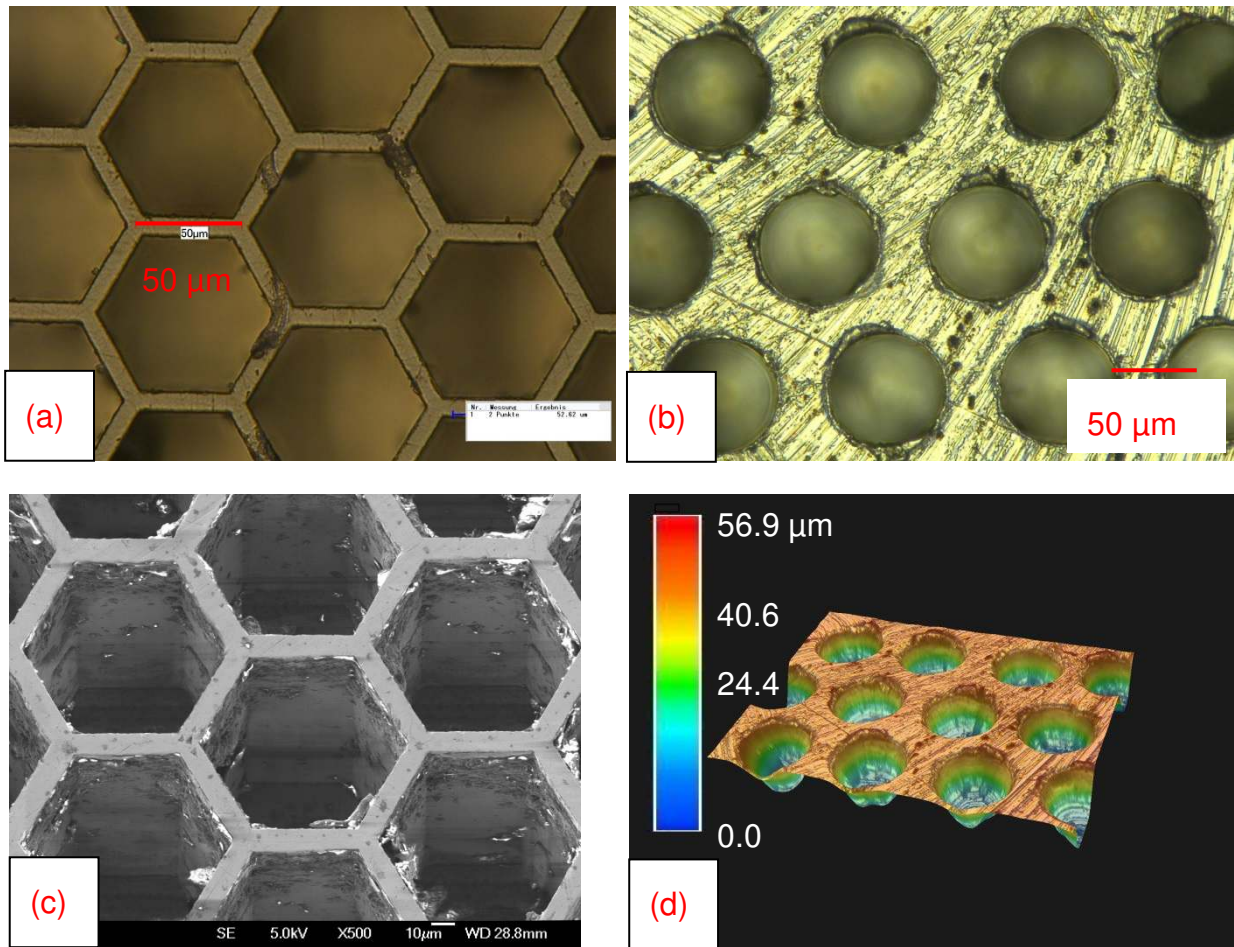 50µm
50 µm
(a)
Nr. Messung Ergebnis
1 2 Punkte 52.62 um
(b)
50 µm
(c)
SE 5.0kV X500 10µm WD 28.8mm
56.9 µm
40.6
24.4
0.0
(d)